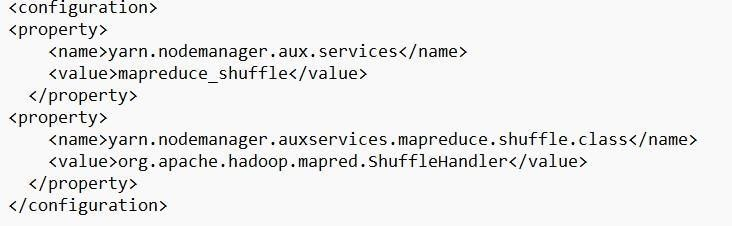 <configuration>
<property>
    <name>yarn.nodemanager.aux.services</name>
    <value>mapreduce_shuffle</value>
  </property>
<property>
    <name>yarn.nodemanager.auxservices.mapreduce.shuffle.class</name>
    <value>org.apache.hadoop.mapred.ShuffleHandler</value>
  </property>
</configuration>